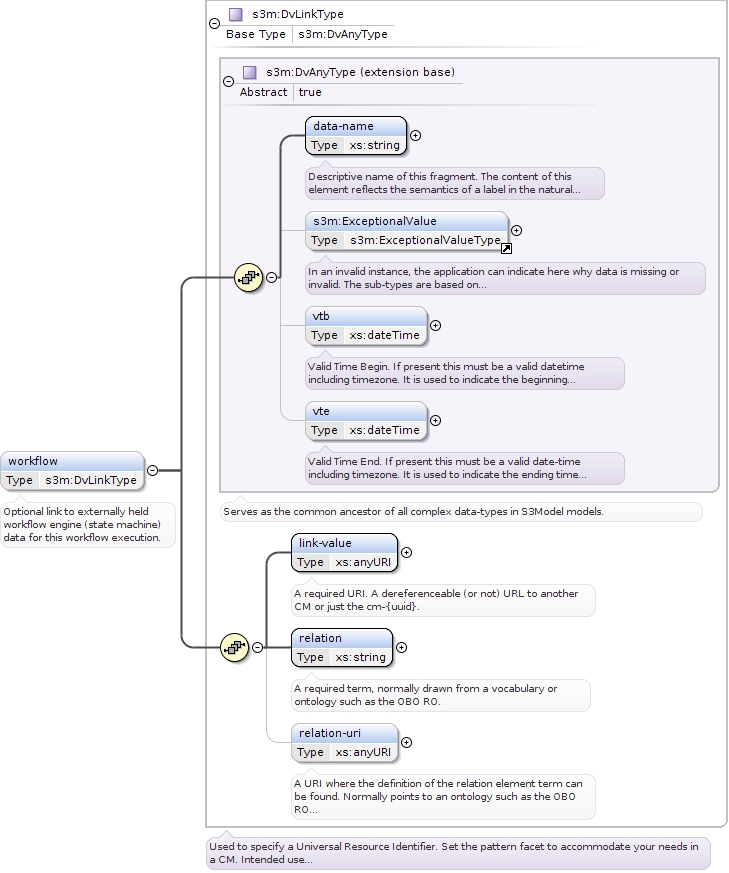 s3m:DvLinkType
Base Type s3m:DvAnyType
s3m:DvAnyType (extension base)
Abstract true
data-name
Type xs:string
Descriptive name of this fragment. The content of this
element reflects the semantics of a label in the natural...
s3m:ExceptionalValue
Type s3m:ExceptionalValueType
In an invalid instance, the application can indicate here why data is missing or
invalid. The sub-types are based on...
vtb
Type xs:dateTime
Valid Time Begin. If present this must be a valid datetime
including timezone. It is used to indicate the beginning...
vte
Type xs:dateTime
Valid Time End. If present this must be a valid date-time
including timezone. It is used to indicate the ending time...
workflow
Type s3m:DvLinkType
Optional link to externally held
workflow engine (state machine)
data for this workflow execution.
Serves as the common ancestor of all complex data-types in S3Model models.
link-value
Type xs:anyURI
A required URI. A dereferenceable (or not) URL to another
CM or just the cm-{uuid}.
relation
Type xs:string
A required term, normally drawn from a vocabulary or
ontology such as the OBO RO.
relation-uri
Type xs:anyURI
A URI where the definition of the relation element term can
be found. Normally points to an ontology such as the OBO
RO...
Used to specify a Universal Resource Identifier. Set the pattern facet to accommodate your needs in
a CM. Intended use...